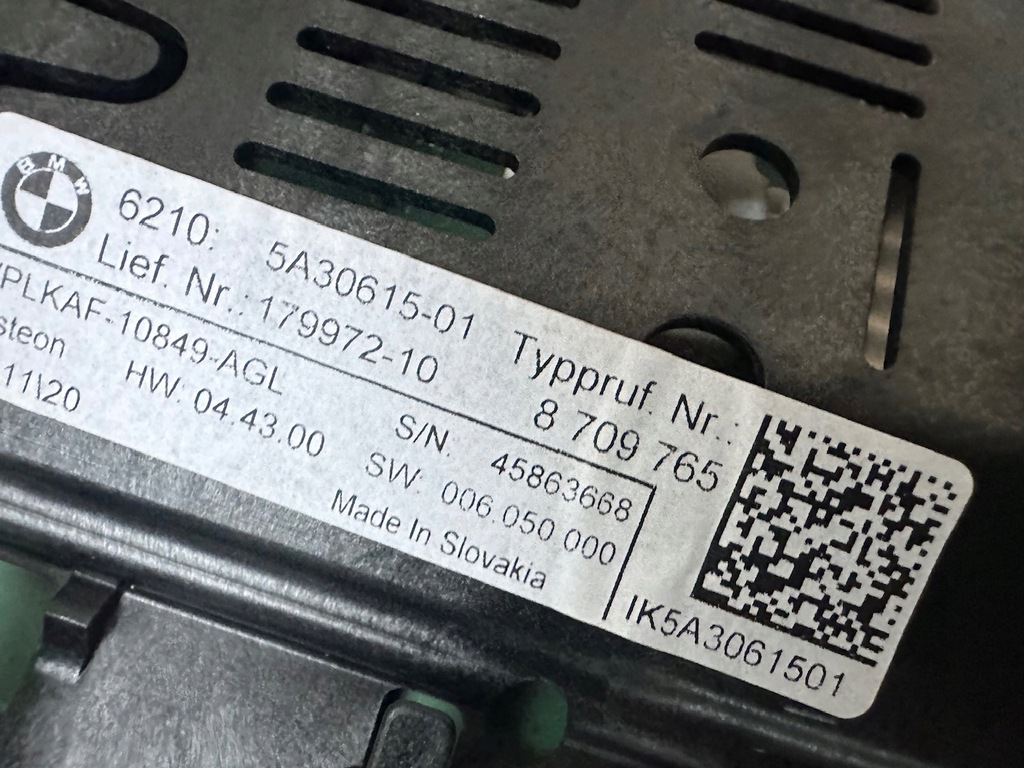 BMW
6210: 5A30615-01 Typpruf. Nr.:
Lief. Nr.: 179972-10 8 709 765
VPLKAF-10849-AGL S/N. 45863668
steon HW: 04.43.00 SW: 006.050 000
11\20 Made In Slovakia
IK5A3061501